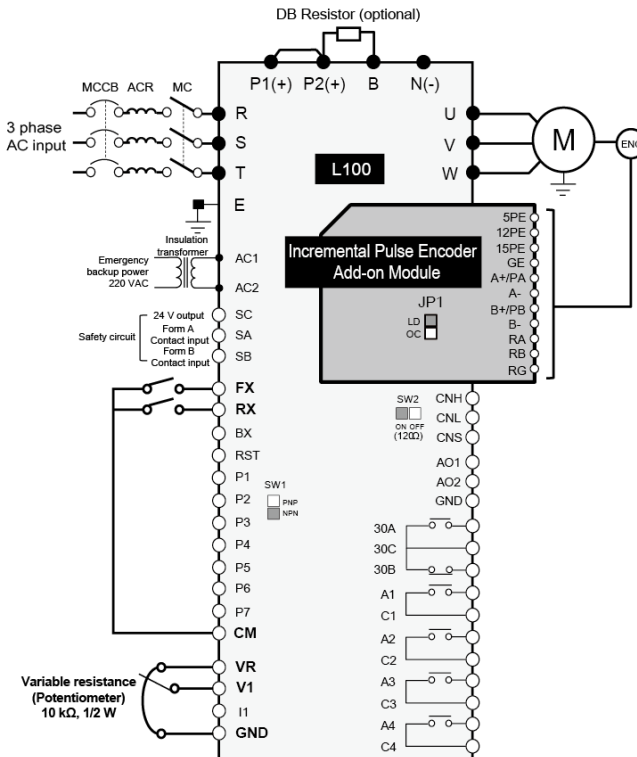 DB Resistor (optional)
P1(+) P2(+) B N(-)
MCCB ACR MC
3 phase
AC input
R
S
T
E
U
V
W
M
ENC
L100
Insulation
transformer
Emergency
backup power
220 VAC
AC1
AC2
Incremental Pulse Encoder
Add-on Module
JP1
LD
OC
5PE
12PE
15PE
GE
A+/PA
A-
B+/PB
B-
RA
RB
RG
Safety circuit
24 V output
Form A
Contact input
Form B
Contact input
SC
SA
SB
FX
RX
BX
RST
P1
P2
P3
P4
P5
P6
P7
CM
SW1
PNP
NPN
SW2
ON OFF
(120Ω)
CNH
CNL
CNS
AO1
AO2
GND
30A
30C
30B
A1
C1
A2
C2
A3
C3
A4
C4
Variable resistance
(Potentiometer)
10 kΩ, 1/2 W
VR
V1
I1
GND